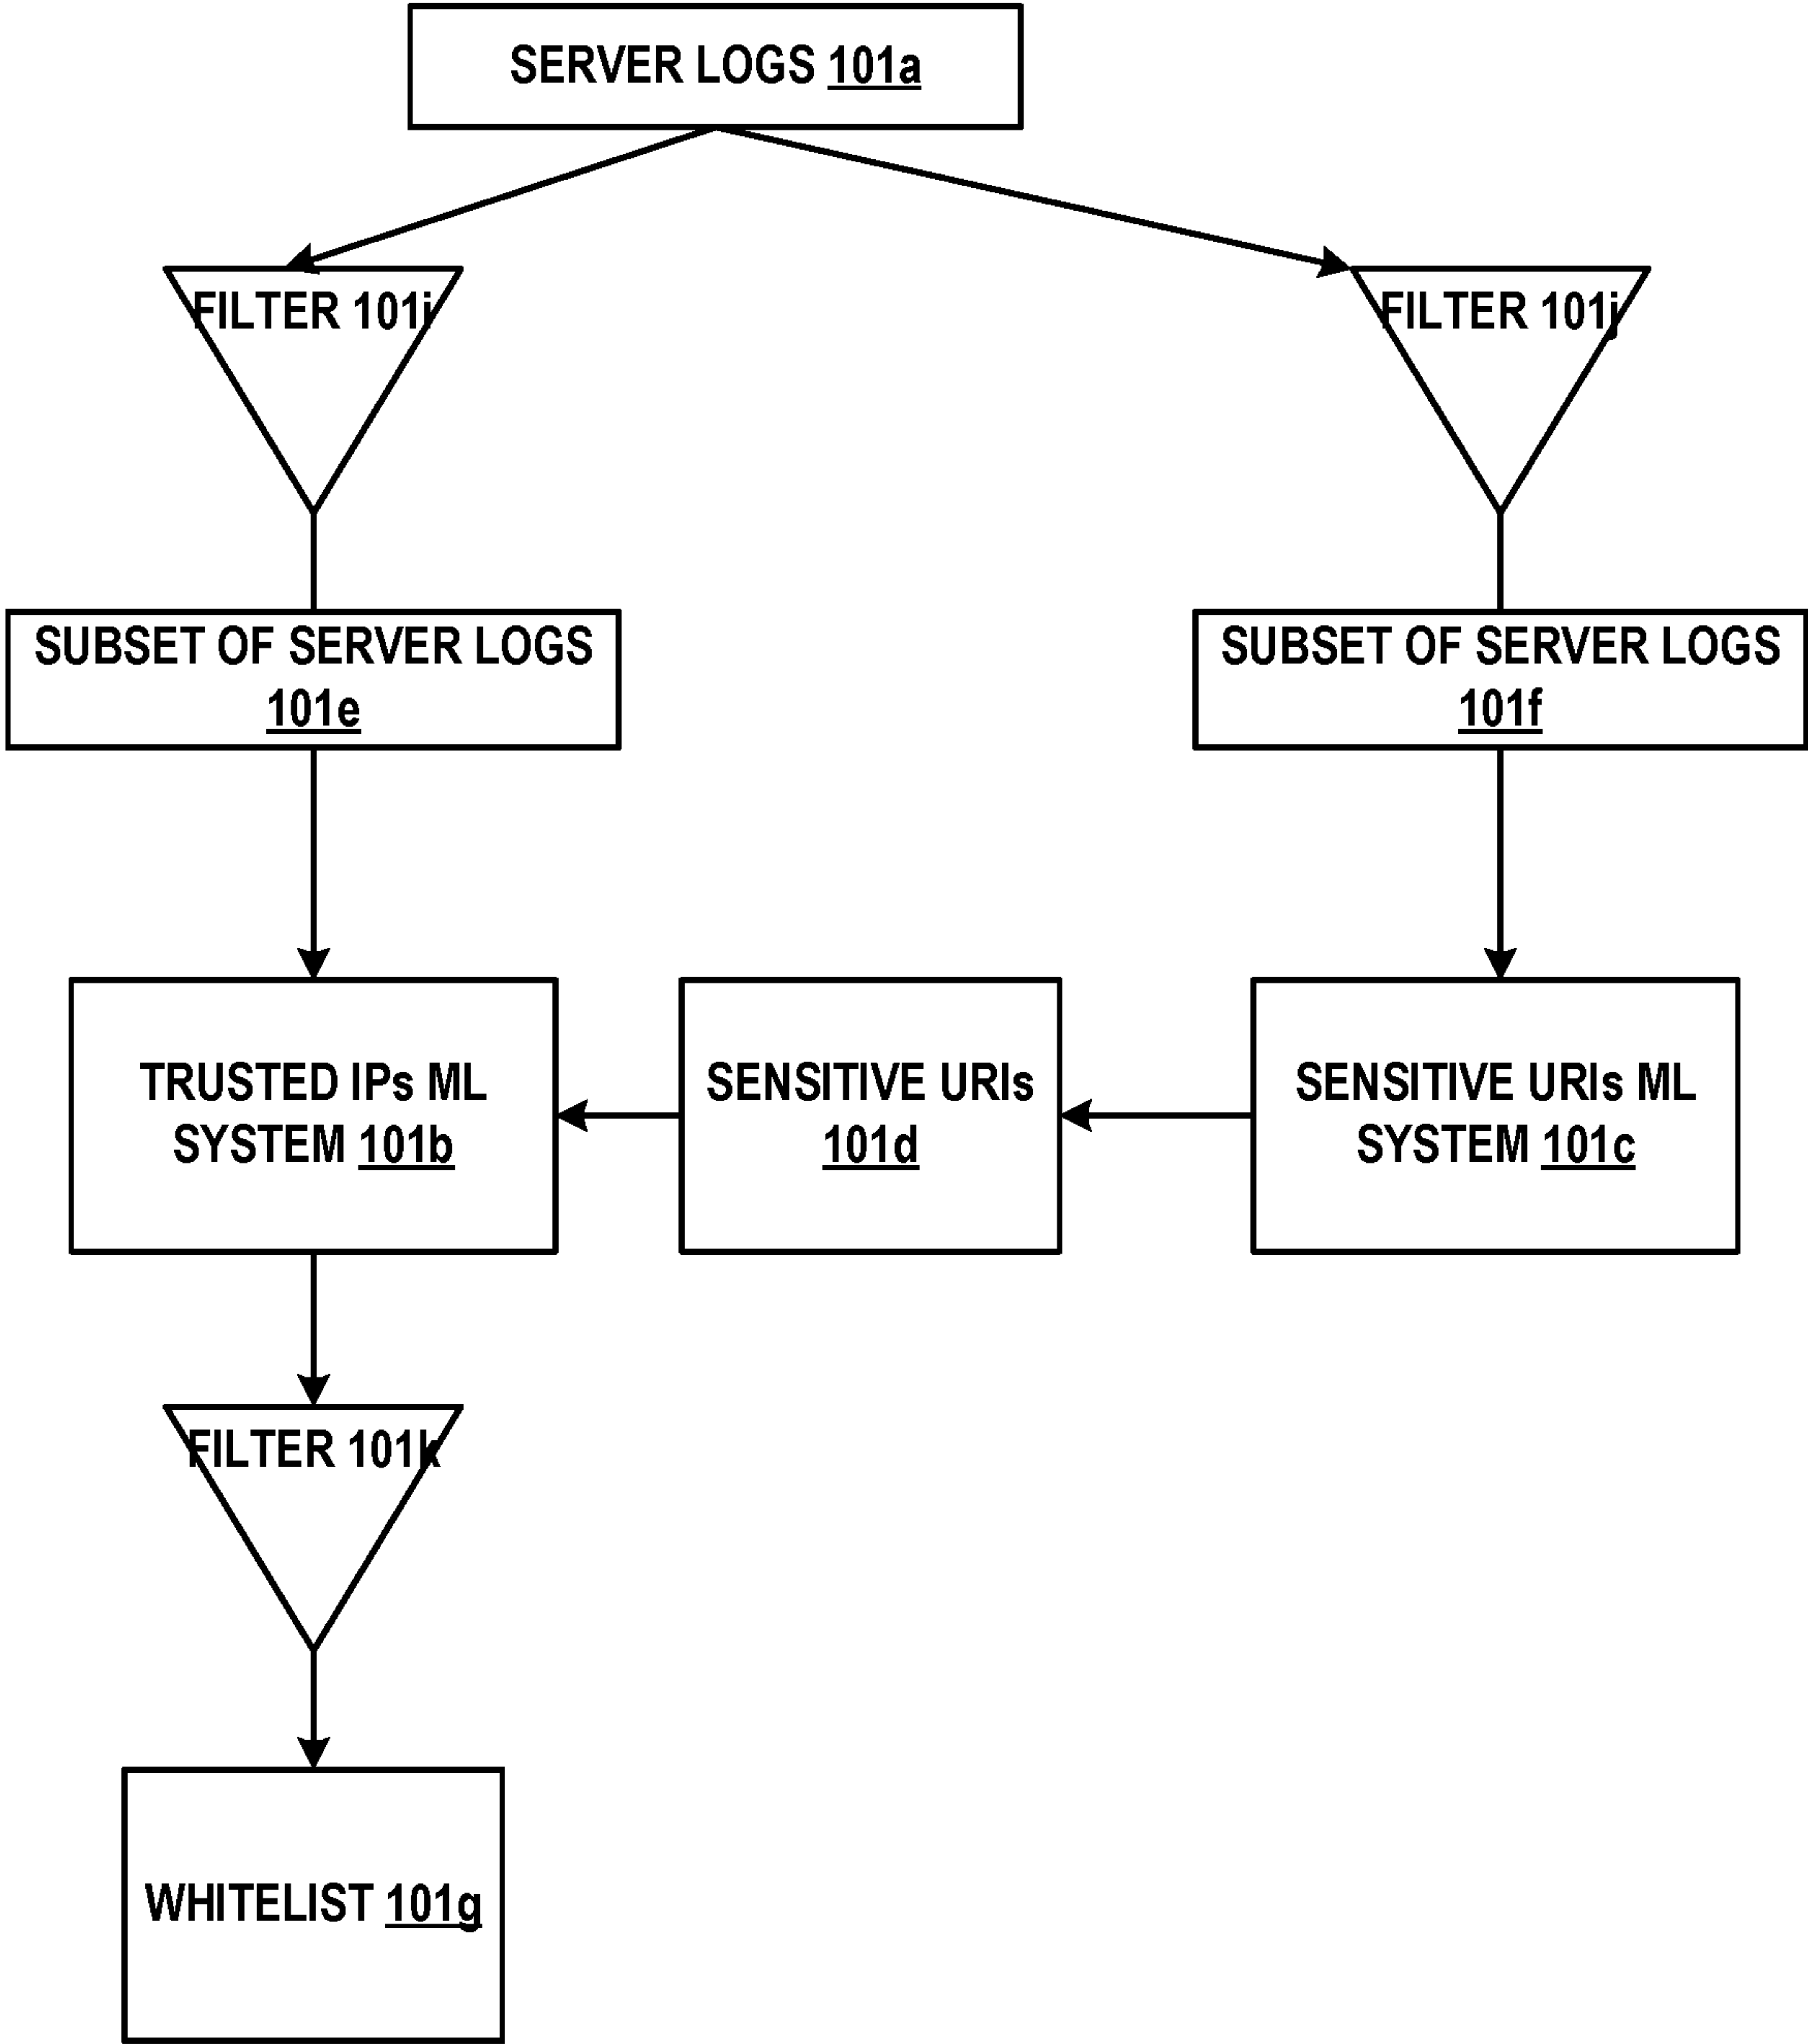 SERVER LOGS 101a
FILTER 101i
FILTER 101j
SUBSET OF SERVER LOGS
101e
SUBSET OF SERVER LOGS
101f
TRUSTED IPs ML
SYSTEM 101b
SENSITIVE URIs
101d
SENSITIVE URIs ML
SYSTEM 101c
FILTER 101k
WHITELIST 101g